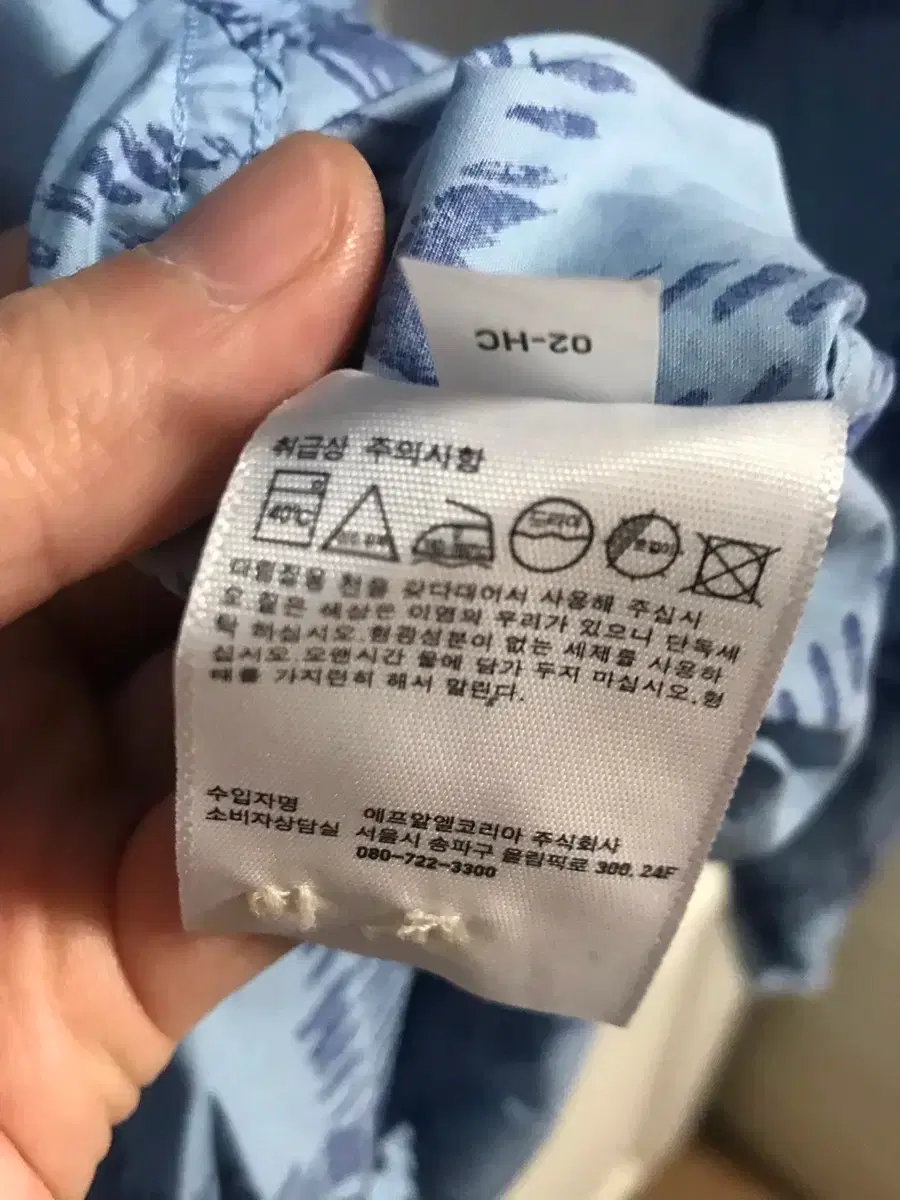 02-HC
취급상 주의사항
40℃
드라이
다림질용 천을 갖다대어서 사용해 주십시
오 짙은 색상은 이염의 우려가 있으니 단독세
탁 하십시오.형광성분이 없는 세제를 사용하
십시오.오랜시간 물에 담가 두지 마십시오.형
태를 가지런히 해서 말린다.
수입자명 에프알엘코리아 주식회사
소비자상담실 서울시 송파구 올림픽로 300, 24F
080-722-3300